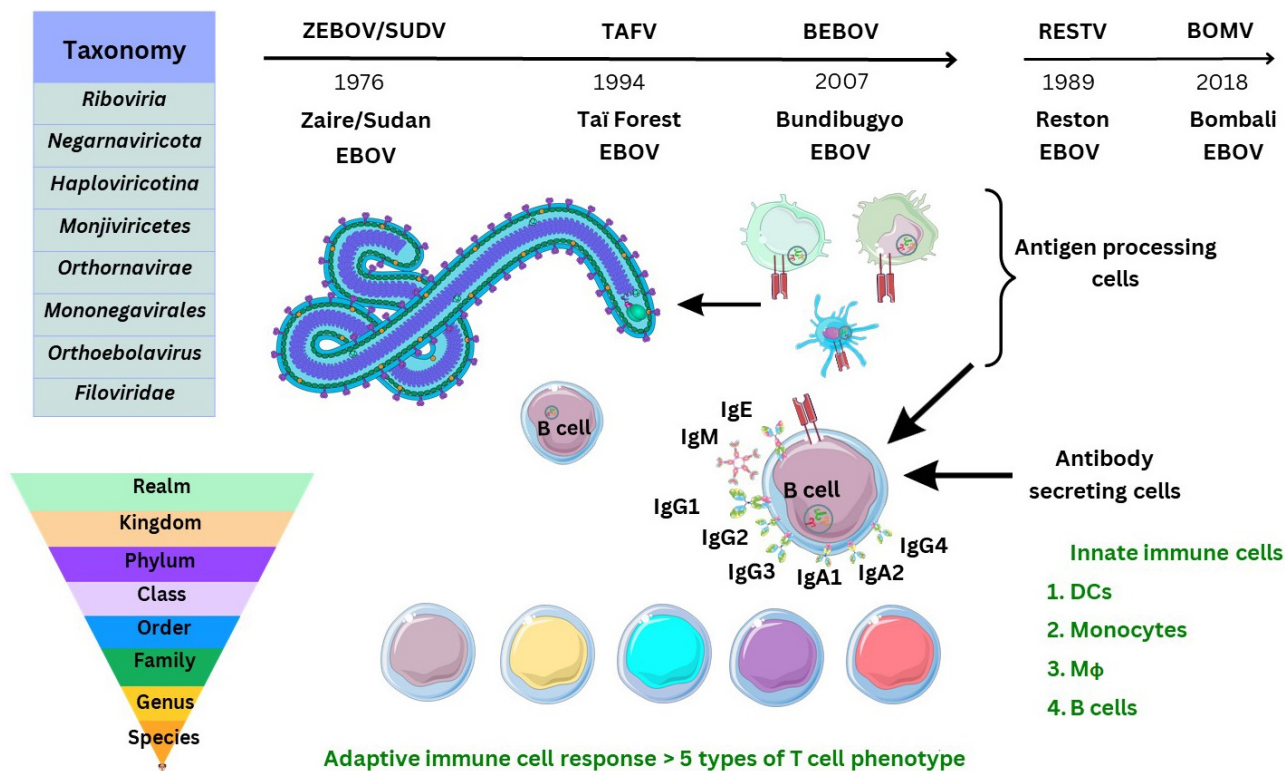 Taxonomy
Riboviria
Negarnaviricota
Haploviricotina
Monjiviricetes
Orthornavirae
Mononegavirales
Orthoebolavirus
Filoviridae
ZEBOV/SUDV
TAFV
BEBOV
RESTV
BOMV
1976
1994
2007
1989
2018
Zaire/Sudan
EBOV
Taï Forest
EBOV
Bundibugyo
EBOV
Reston
EBOV
Bombali
EBOV
Antigen processing
cells
B cell
IgE
IgM
IgG1
IgG2
IgG3
IgA1
IgA2
IgG4
B cell
Antibody
secreting cells
Realm
Kingdom
Phylum
Class
Order
Family
Genus
Species
Innate immune cells
1. DCs
2. Monocytes
3. Mϕ
4. B cells
Adaptive immune cell response > 5 types of T cell phenotype